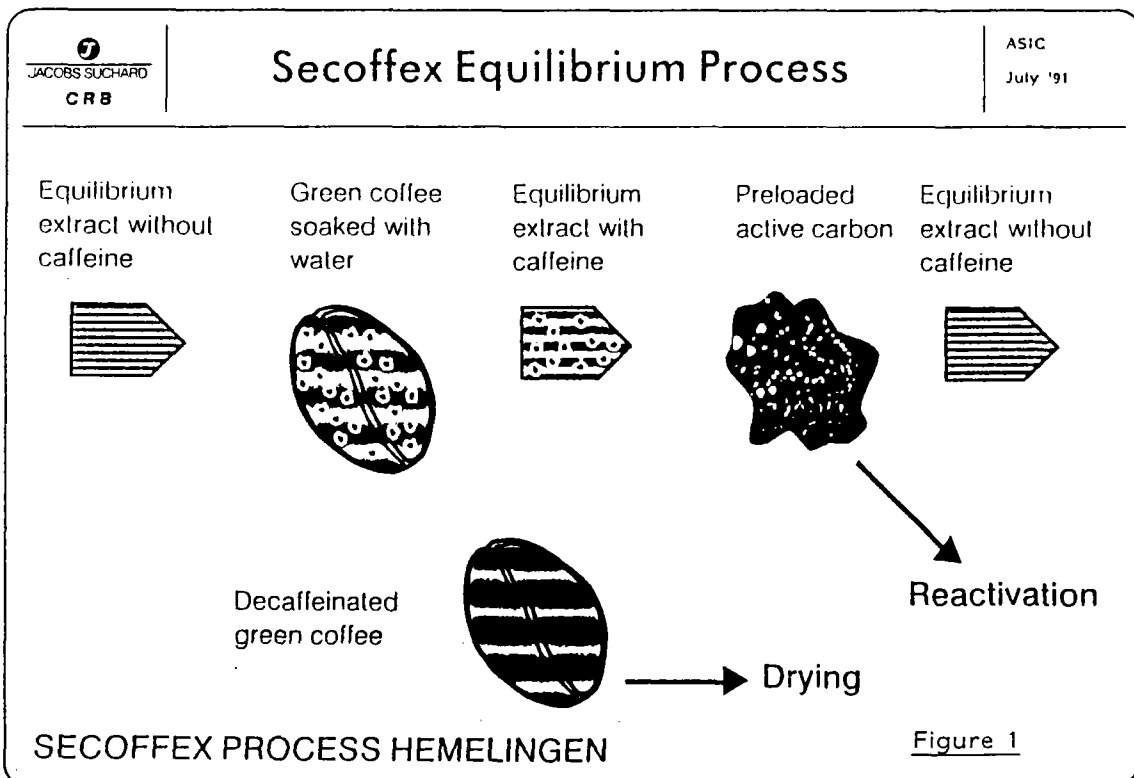 J
JACOBS SUCHARD
CRB
Secoffex Equilibrium Process
ASIC
July '91
Equilibrium
extract without
caffeine
Green coffee
soaked with
water
Equilibrium
extract with
caffeine
Preloaded
active carbon
Equilibrium
extract without
caffeine
Reactivation
Decaffeinated
green coffee
Drying
SECOFFEX PROCESS HEMELINGEN
Figure 1